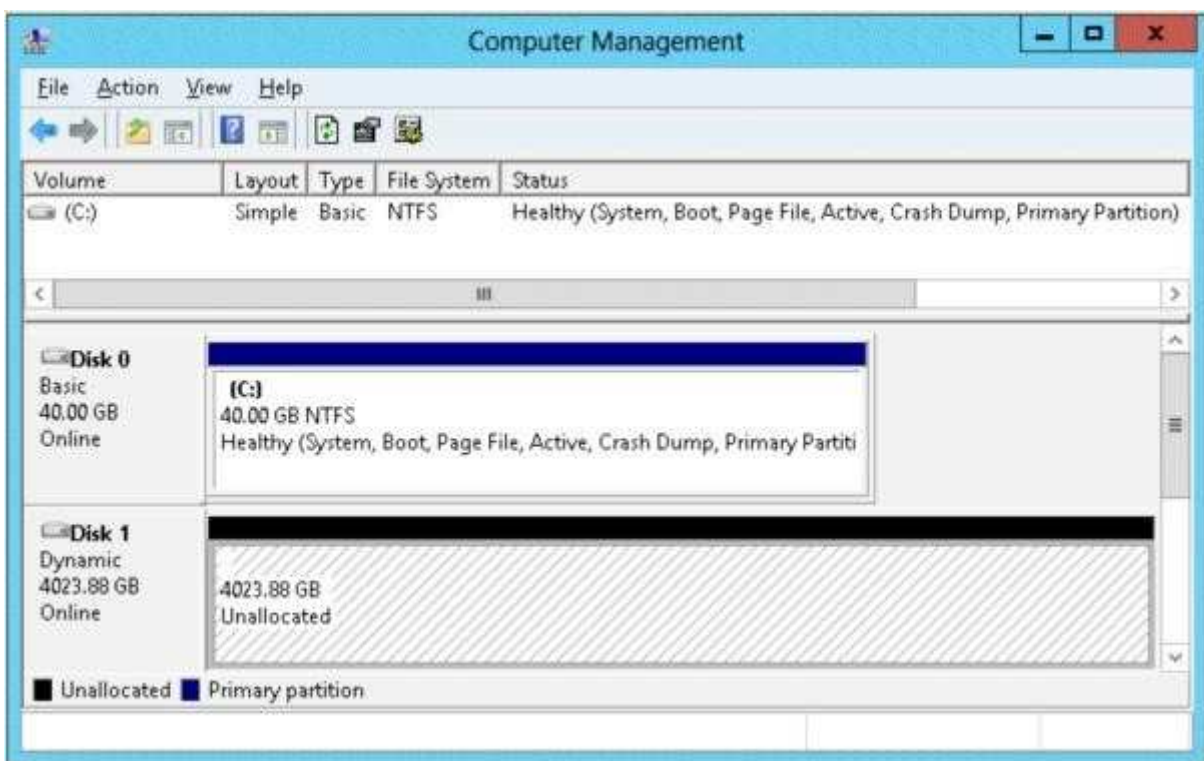 Computer Management
File Action View Help
Volume Layout Type File System Status
(C:) Simple Basic NTFS Healthy (System, Boot, Page File, Active, Crash Dump, Primary Partition)
Disk 0
Basic
40.00 GB
Online
(C:)
40.00 GB NTFS
Healthy (System, Boot, Page File, Active, Crash Dump, Primary Partiti
Disk 1
Dynamic
4023.88 GB
Online
4023.88 GB
Unallocated
Unallocated Primary partition